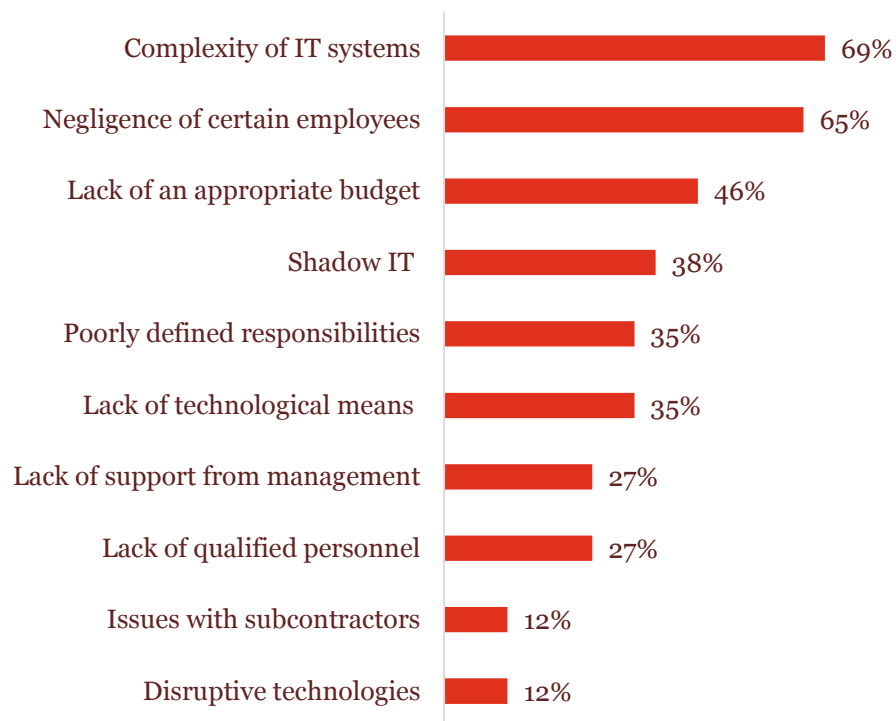 Complexity of IT systems 69%
Negligence of certain employees 65%
Lack of an appropriate budget 46%
Shadow IT 38%
Poorly defined responsibilities 35%
Lack of technological means 35%
Lack of support from management 27%
Lack of qualified personnel 27%
Issues with subcontractors 12%
Disruptive technologies 12%